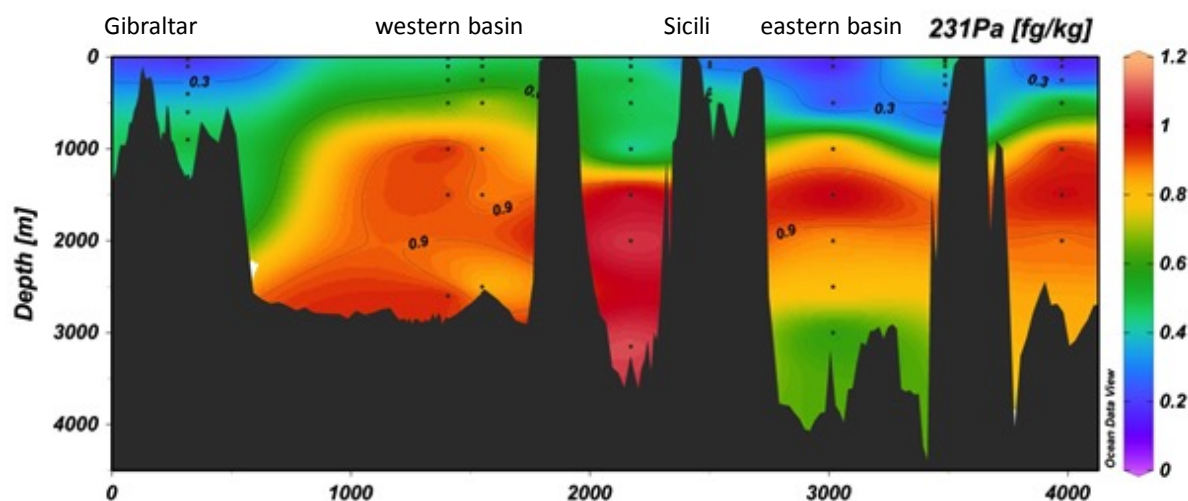 Gibraltar western basin Sicili eastern basin 231Pa [fg/kg]
0 0.3 0.3 0.3 1.2
1000 1
Depth [m] 0.9 0.8
2000 0.9 0.9 0.6
3000 0.4
4000 0.2
Ocean Data View 0
0 1000 2000 3000 4000